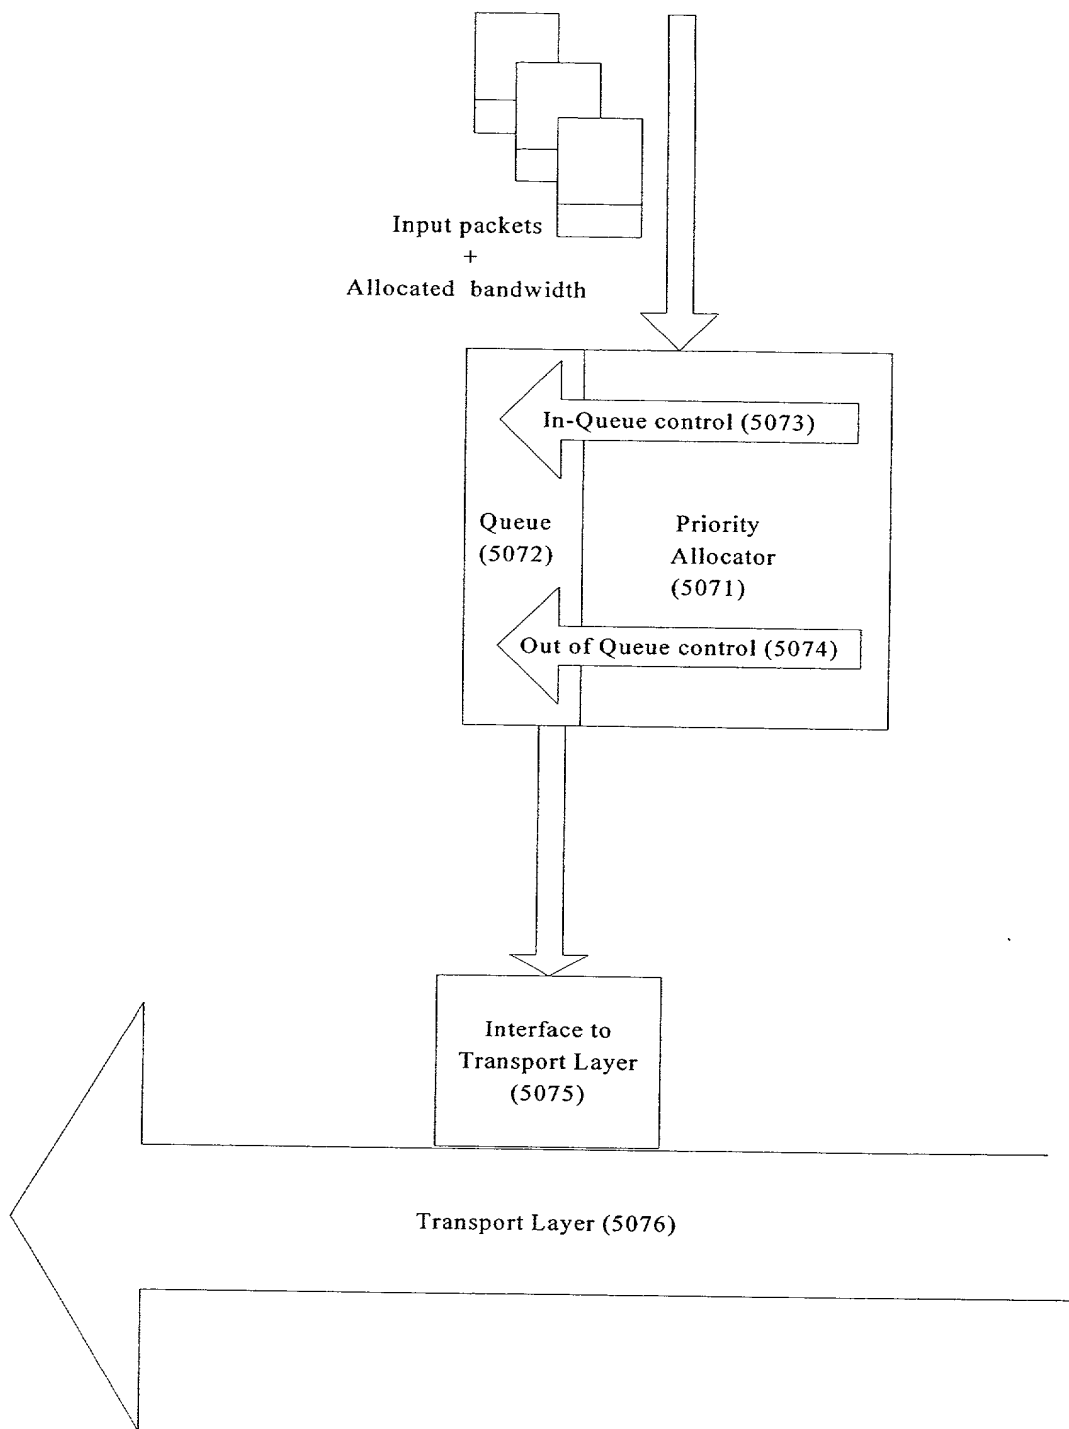 Input packets
+
Allocated bandwidth
In-Queue control (5073)
Queue
(5072)
Priority
Allocator
(5071)
Out of Queue control (5074)
Interface to
Transport Layer
(5075)
Transport Layer (5076)